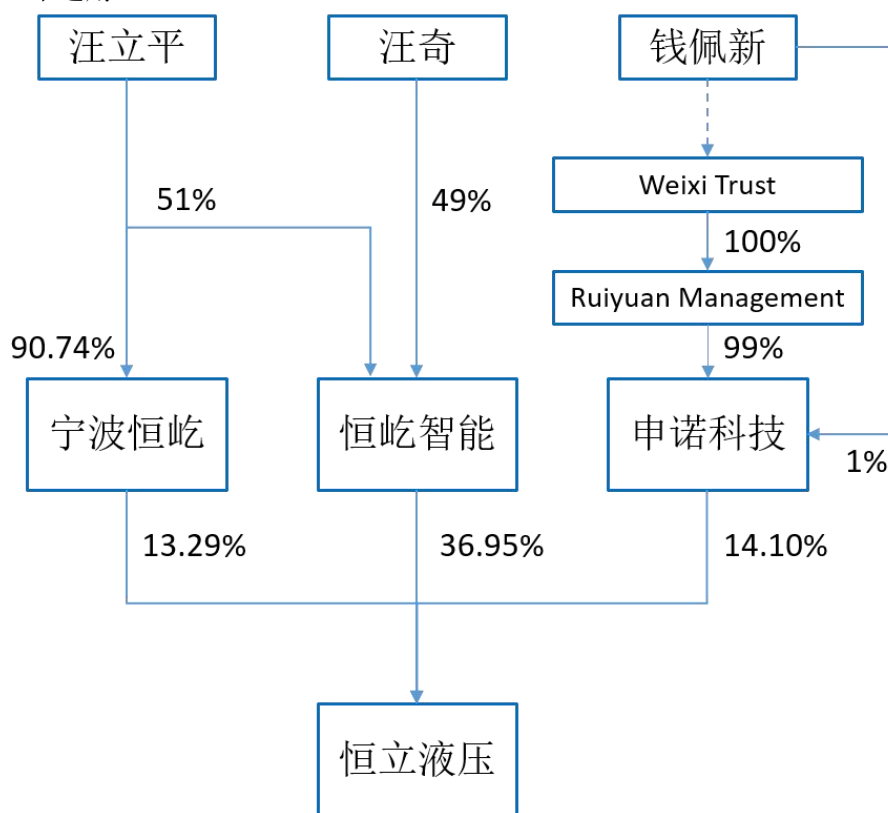 汪立平
汪奇
钱佩新
Weixi Trust
51%
49%
100%
Ruiyuan Management
90.74%
99%
宁波恒屹
恒屹智能
申诺科技
1%
13.29%
36.95%
14.10%
恒立液压